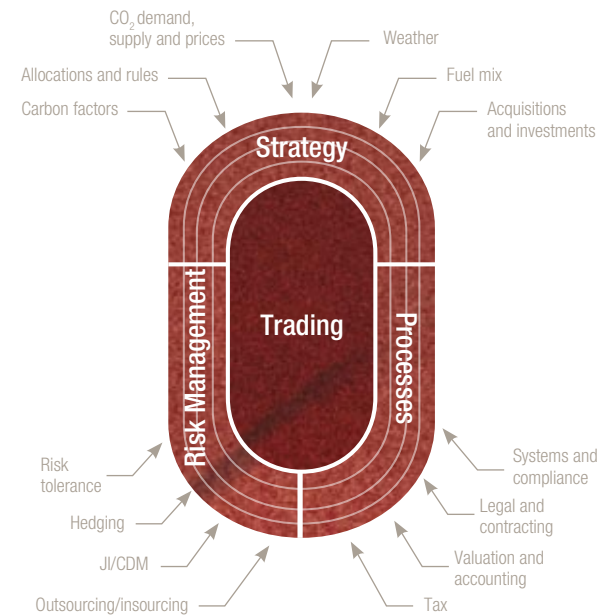 CO2 demand,
supply and prices
Weather
Allocations and rules
Fuel mix
Carbon factors
Acquisitions
and investments
Strategy
Risk Management
Trading
Processes
Risk
tolerance
Systems and
compliance
Hedging
Legal and
contracting
JI/CDM
Valuation and
accounting
Outsourcing/insourcing
Tax